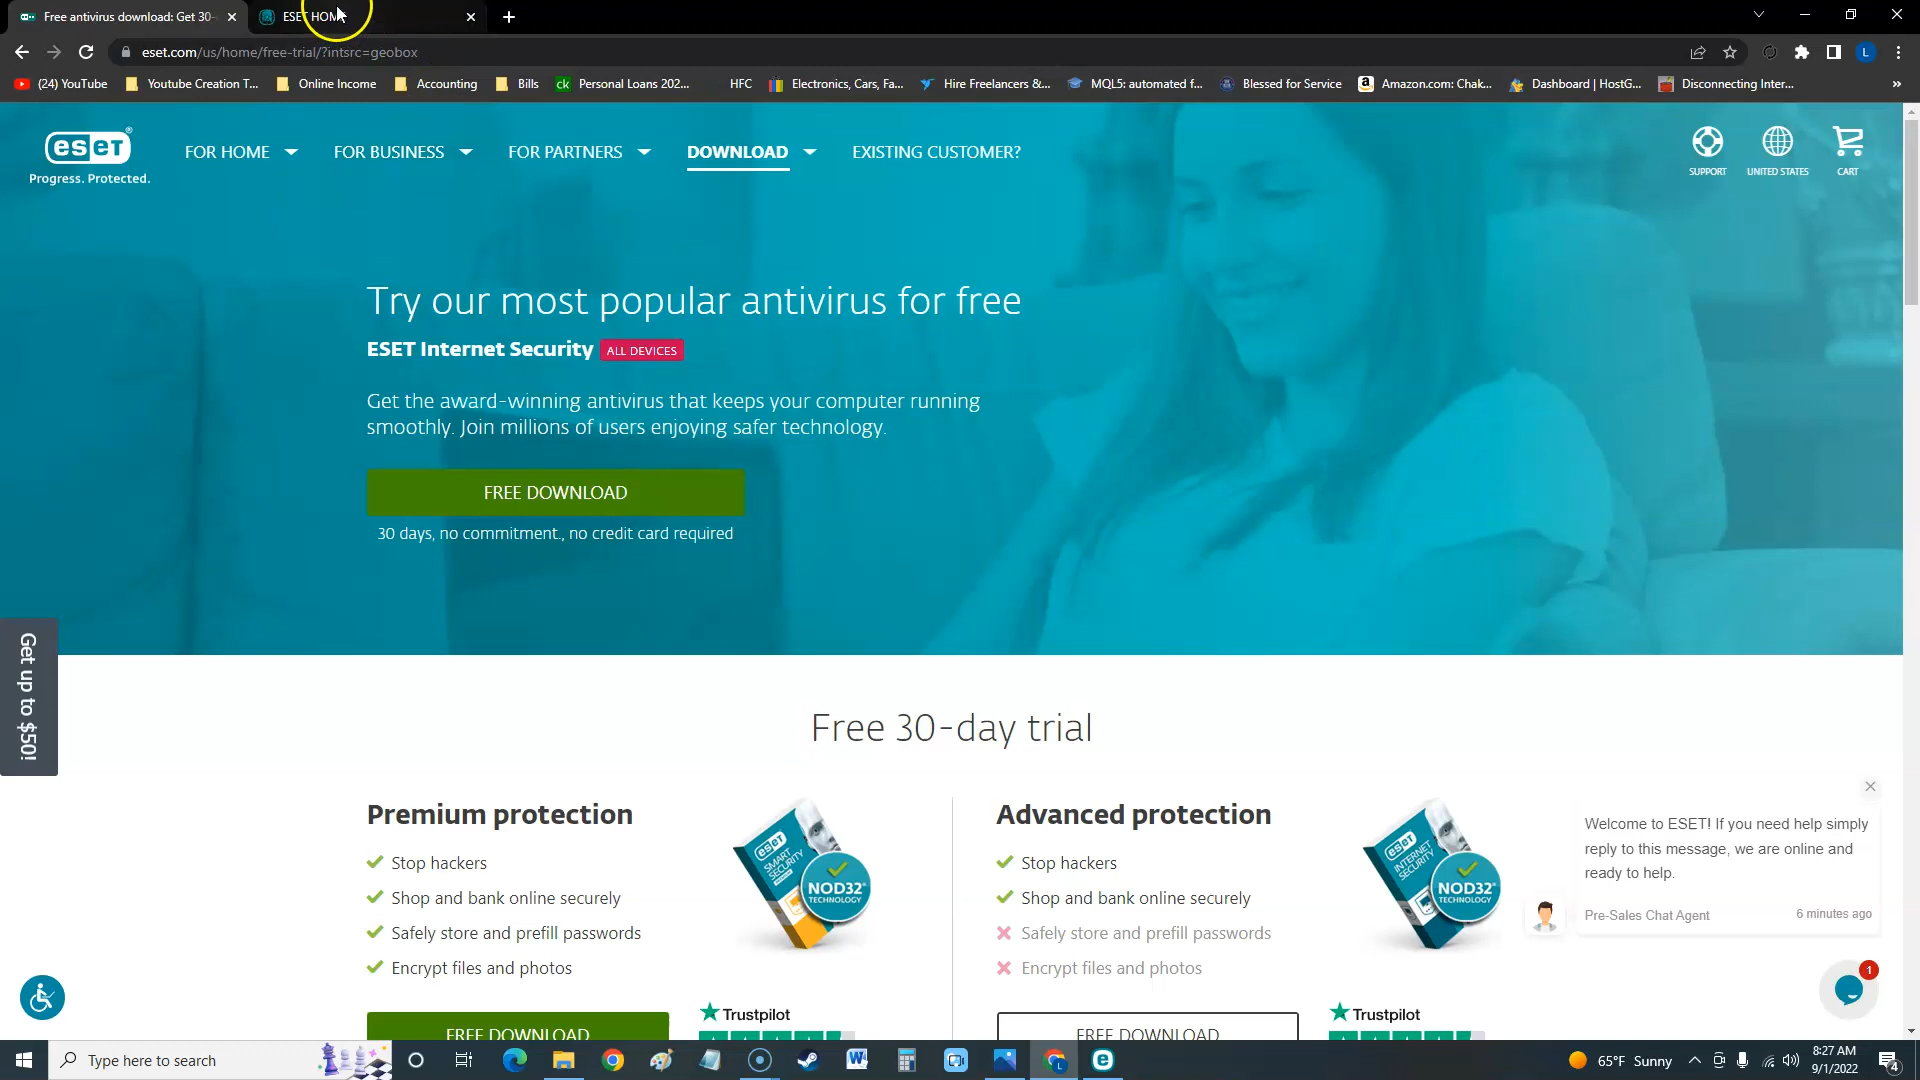 Free antivirus download: Get 30-
ESET HOME
eset.com/us/home/free-trial/?intsrc=geobox
L
(24) YouTube
Youtube Creation T...
Online Income
Accounting
Bills
ck Personal Loans 202...
HFC
Electronics, Cars, Fa...
Hire Freelancers &...
MQL5: automated f...
Blessed for Service
Amazon.com: Chak...
Dashboard | HostG...
Disconnecting Inter...
»
eset®
Progress. Protected.
FOR HOME
FOR BUSINESS
FOR PARTNERS
DOWNLOAD
EXISTING CUSTOMER?
SUPPORT
UNITED STATES
CART
Try our most popular antivirus for free
ESET Internet Security ALL DEVICES
Get the award-winning antivirus that keeps your computer running
smoothly. Join millions of users enjoying safer technology.
FREE DOWNLOAD
30 days, no commitment., no credit card required
Get up to $50!
Free 30-day trial
Premium protection
Stop hackers
Shop and bank online securely
Safely store and prefill passwords
Encrypt files and photos
FREE DOWNLOAD
eset
SMART SECURITY
NOD32®
TECHNOLOGY
Trustpilot
Advanced protection
Stop hackers
Shop and bank online securely
Safely store and prefill passwords
Encrypt files and photos
FREE DOWNLOAD
eset
INTERNET SECURITY
NOD32®
TECHNOLOGY
Trustpilot
Welcome to ESET! If you need help simply
reply to this message, we are online and
ready to help.
Pre-Sales Chat Agent
6 minutes ago
1
Type here to search
65°F Sunny
8:27 AM
9/1/2022
4